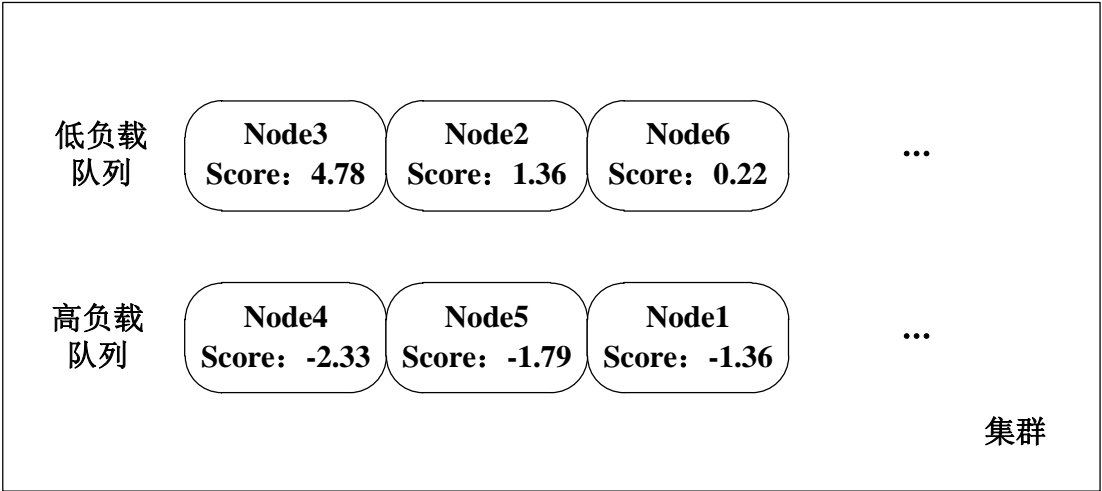 低负载
队列
Node3
Score：4.78
Node2
Score：1.36
Node6
Score：0.22
...
高负载
队列
Node4
Score：-2.33
Node5
Score：-1.79
Node1
Score：-1.36
...
集群